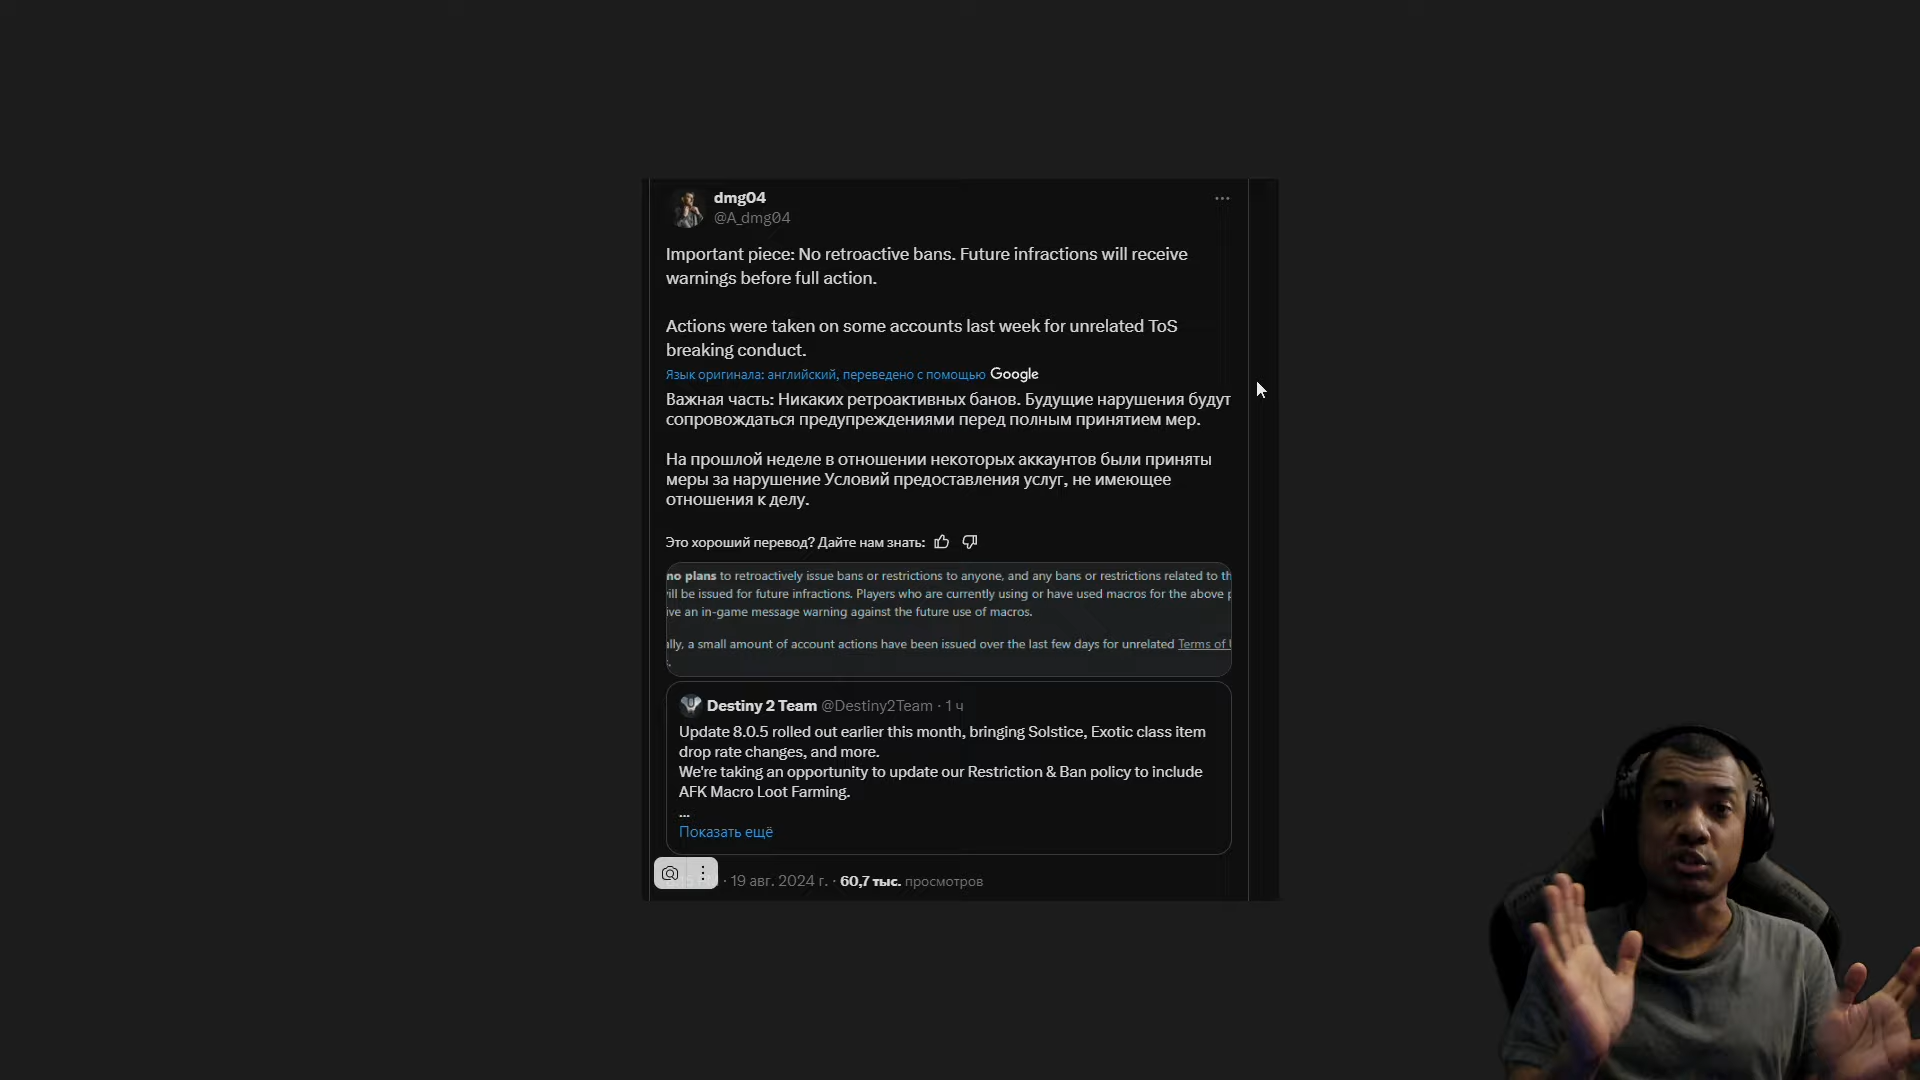 dmg04
@A_dmg04
Important piece: No retroactive bans. Future infractions will receive
warnings before full action.
Actions were taken on some accounts last week for unrelated ToS
breaking conduct.
Язык оригинала: английский, переведено с помощью Google
Важная часть: Никаких ретроактивных банов. Будущие нарушения будут
сопровождаться предупреждениями перед полным принятием мер.
На прошлой неделе в отношении некоторых аккаунтов были приняты
меры за нарушение Условий предоставления услуг, не имеющее
отношения к делу.
Это хороший перевод? Дайте нам знать:
no plans to retroactively issue bans or restrictions to anyone, and any bans or restrictions related to th
ill be issued for future infractions. Players who are currently using or have used macros for the above p
ive an in-game message warning against the future use of macros.
ally, a small amount of account actions have been issued over the last few days for unrelated Terms of
Destiny 2 Team @Destiny2Team · 1 ч
Update 8.0.5 rolled out earlier this month, bringing Solstice, Exotic class item
drop rate changes, and more.
We're taking an opportunity to update our Restriction & Ban policy to include
AFK Macro Loot Farming.
...
Показать ещё
· 19 авг. 2024 г. · 60,7 тыс. просмотров